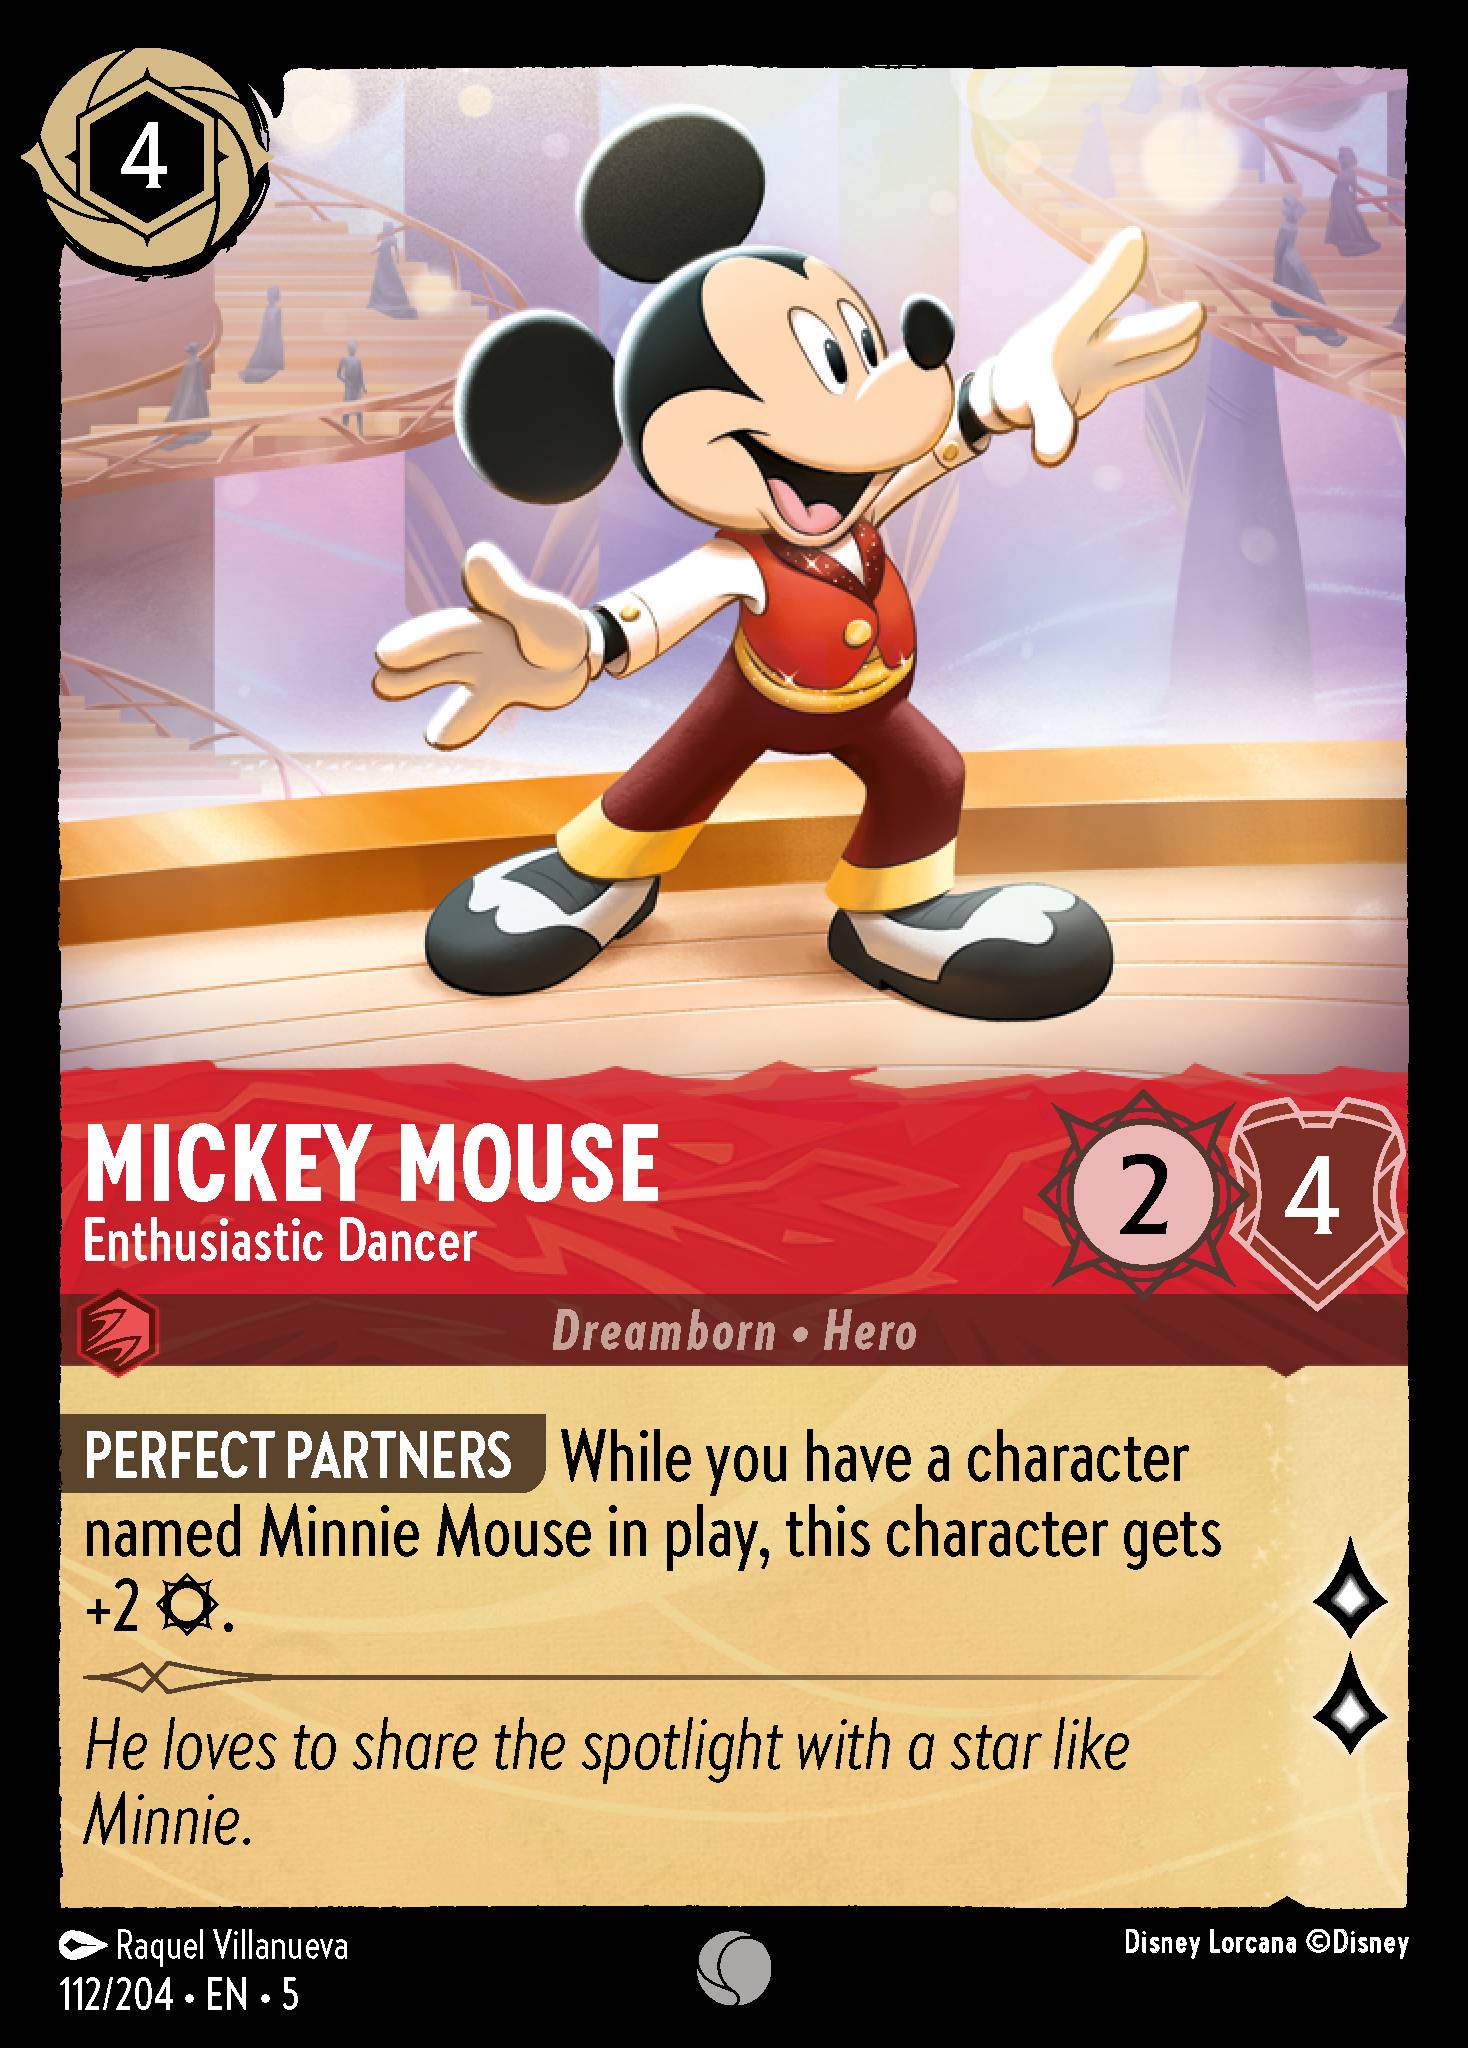 4
MICKEY MOUSE
Enthusiastic Dancer
2
4
Dreamborn • Hero
PERFECT PARTNERS While you have a character
named Minnie Mouse in play, this character gets
+2 .
He loves to share the spotlight with a star like
Minnie.
Raquel Villanueva
Disney Lorcana ©Disney
112/204 • EN • 5